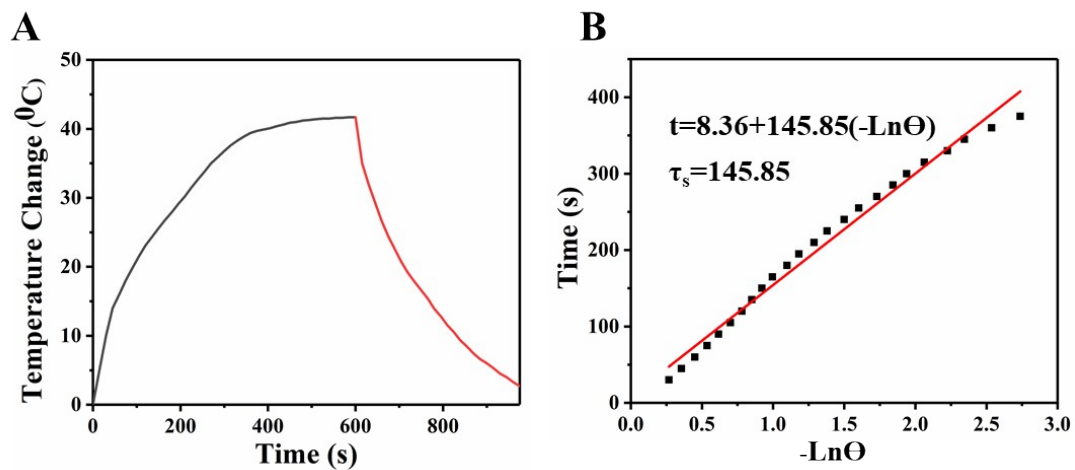 A
Temperature Change (⁰C)
50
40
30
20
10
0
0 200 400 600 800
Time (s)
B
Time (s)
400
300
200
100
0
t=8.36+145.85(-LnƟ)
τs=145.85
0.0 0.5 1.0 1.5 2.0 2.5 3.0
-LnƟ